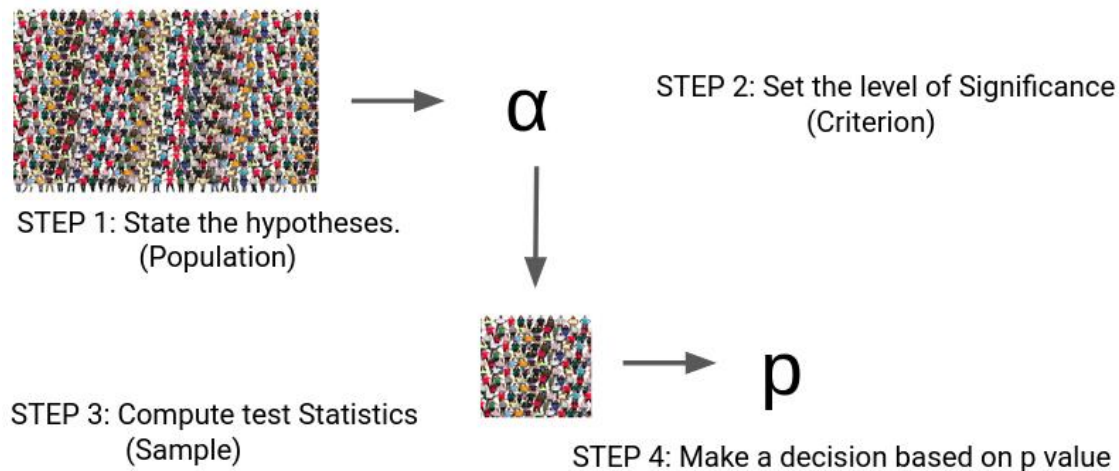 α
STEP 2: Set the level of Significance
(Criterion)
STEP 1: State the hypotheses.
(Population)
p
STEP 3: Compute test Statistics
(Sample)
STEP 4: Make a decision based on p value